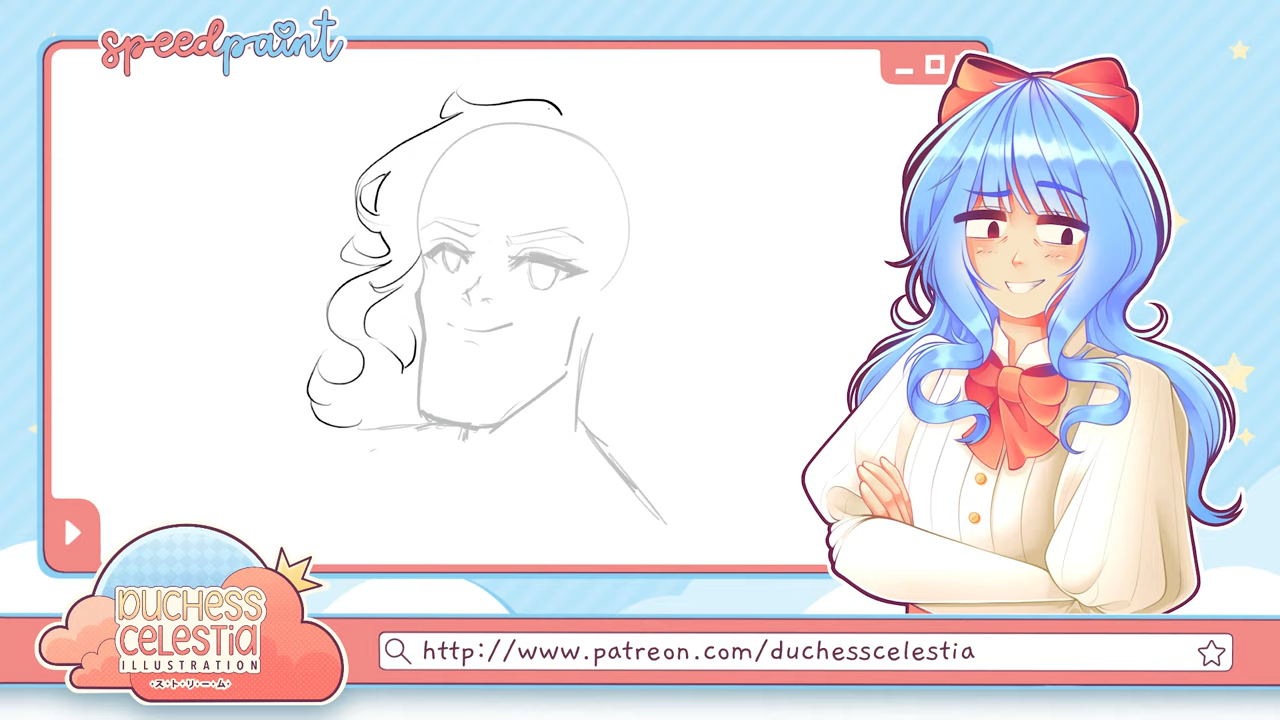 speedpaint
DUCHESS
CELESTIA
ILLUSTRATION
・ス・ト・リ・ー・ム・
http://www.patreon.com/duchesscelestia